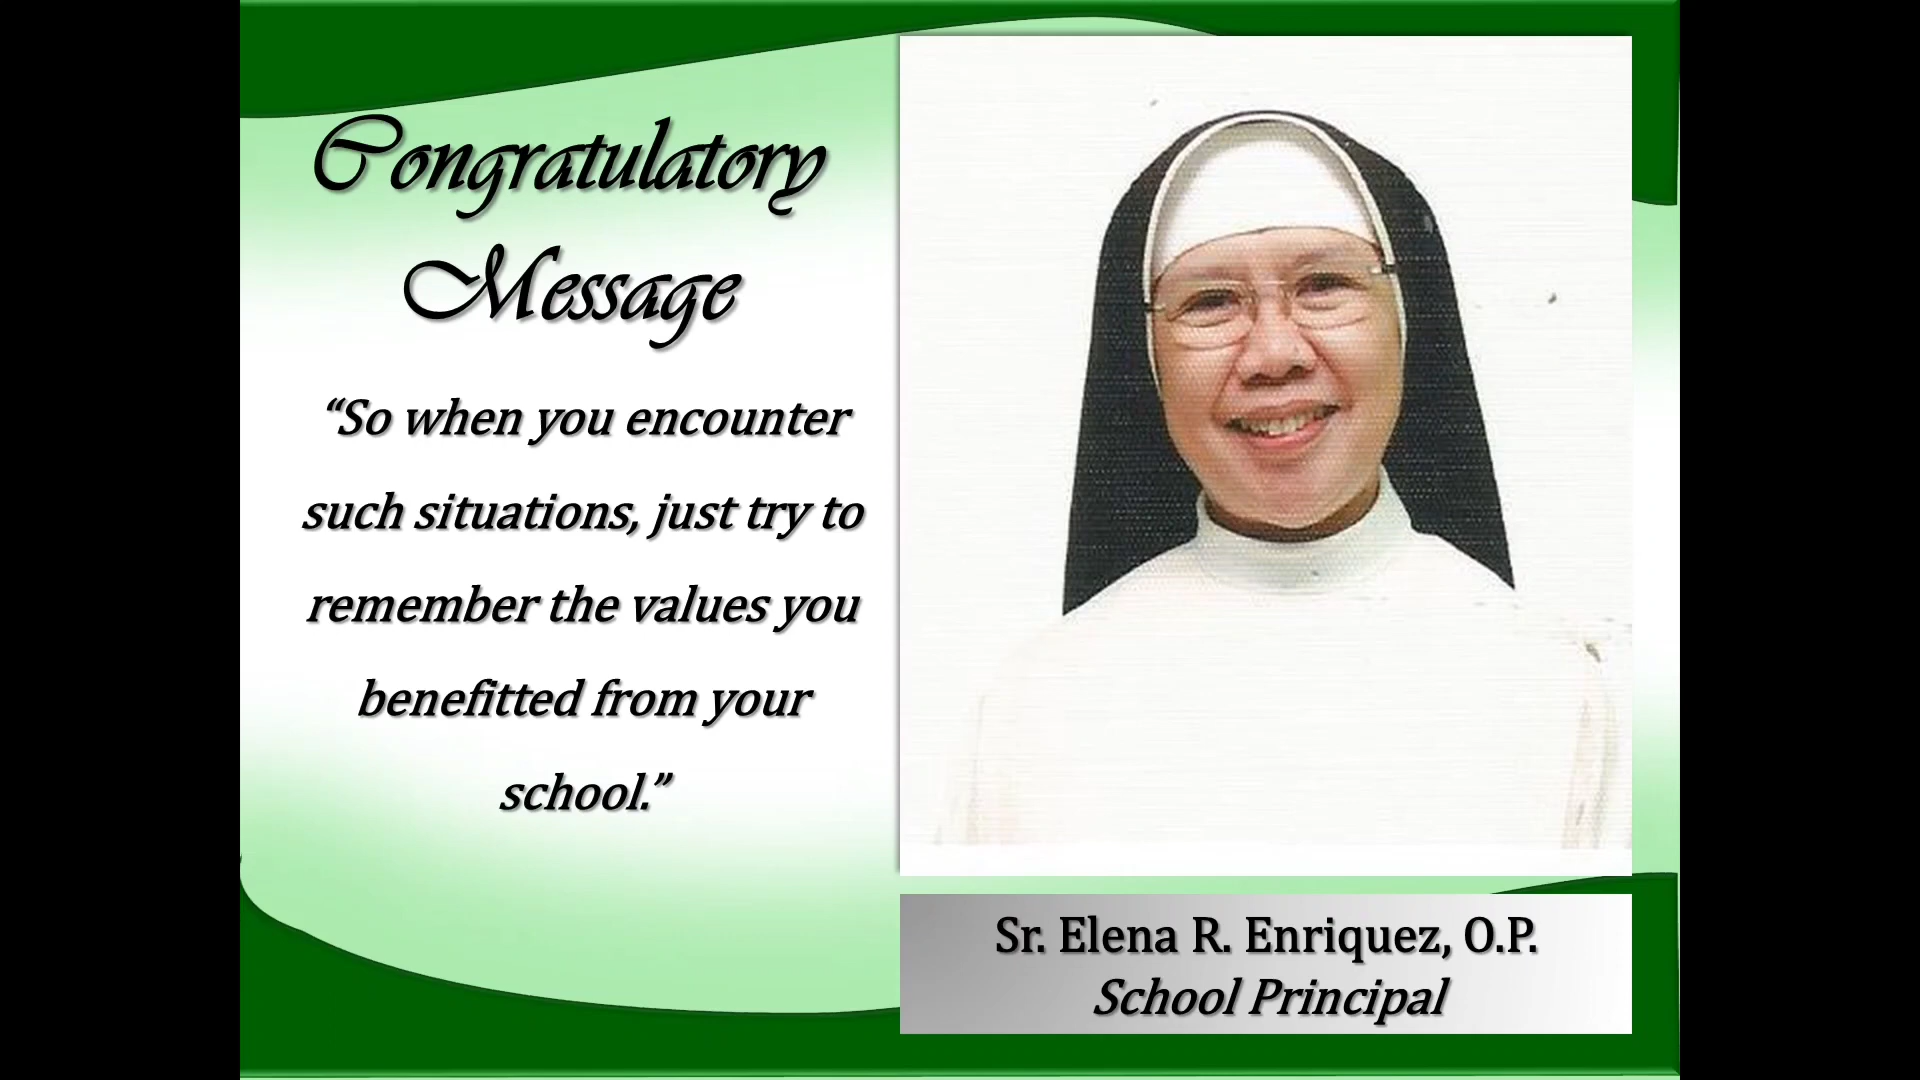 Congratulatory
Message
“So when you encounter
such situations, just try to
remember the values you
benefitted from your
school.”
Sr. Elena R. Enriquez, O.P.
School Principal